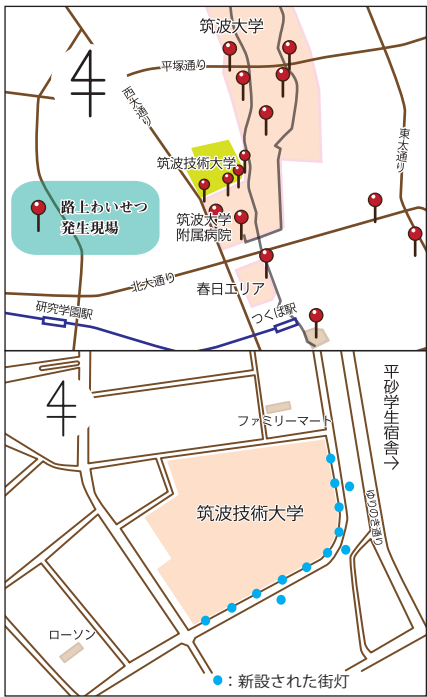 筑波大学
平塚通り
西大通り
東大通り
筑波技術大学
路上わいせつ
発生現場
筑波大学
附属病院
北大通り
春日エリア
研究学園駅
つくば駅
平砂学生宿舎→
ファミリーマート
ゆりのき通り
筑波技術大学
ローソン
：新設された街灯